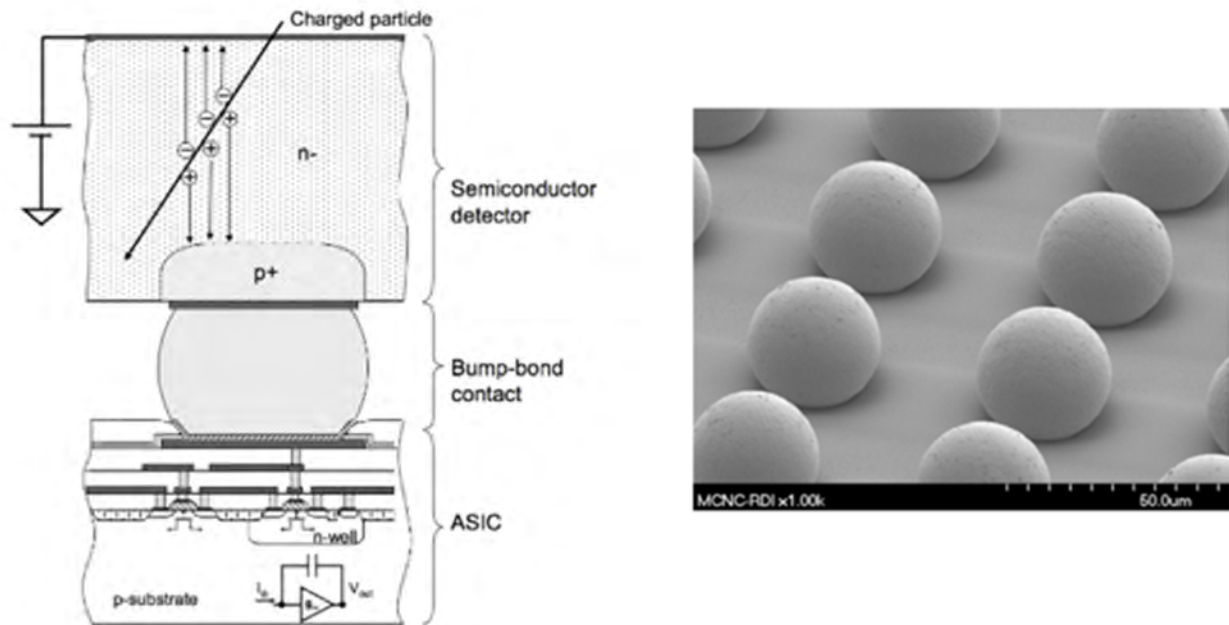 Charged particle
n-
Semiconductor
detector
p+
Bump-bond
contact
ASIC
n-well
p-substrate
MCNC-RDI x1.00k
50.0um